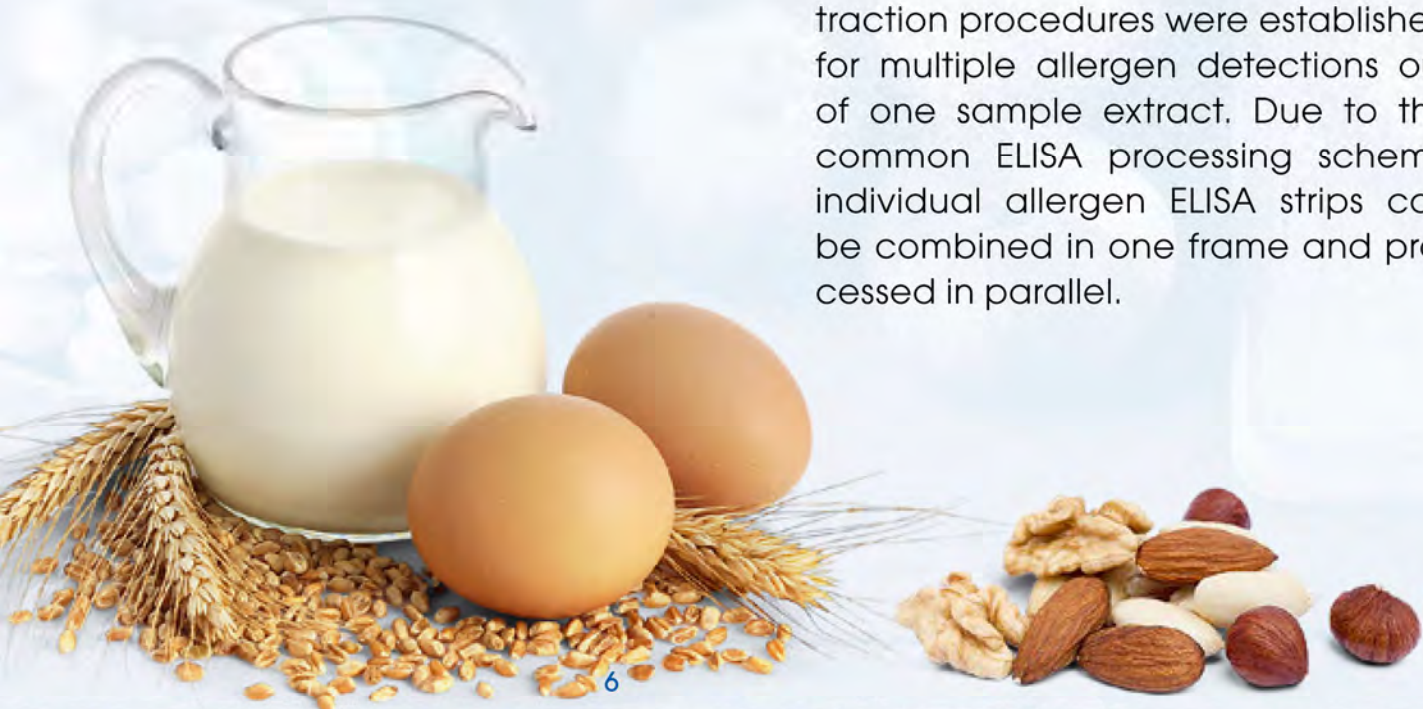 traction procedures were establishe
for multiple allergen detections o
of one sample extract. Due to th
common ELISA processing schem
individual allergen ELISA strips ca
be combined in one frame and pro
cessed in parallel.
6